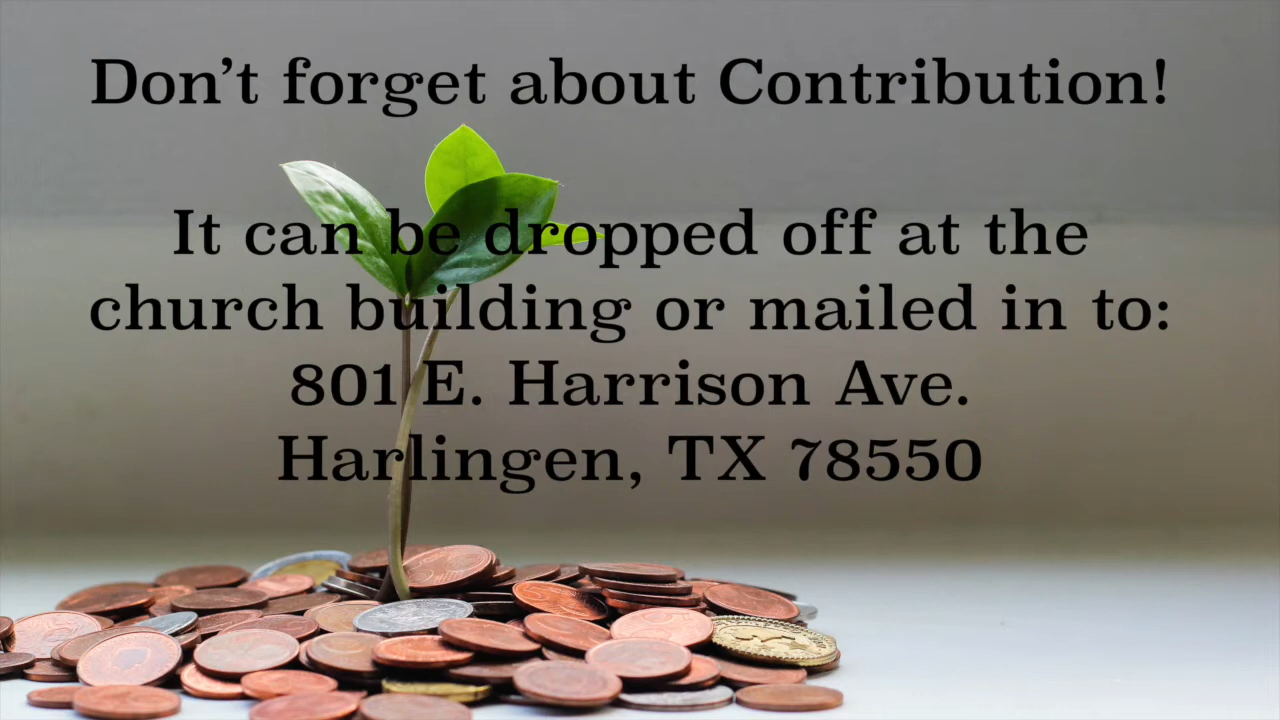 Don't forget about Contribution!
It can be dropped off at the
church building or mailed in to:
801 E. Harrison Ave.
Harlingen, TX 78550